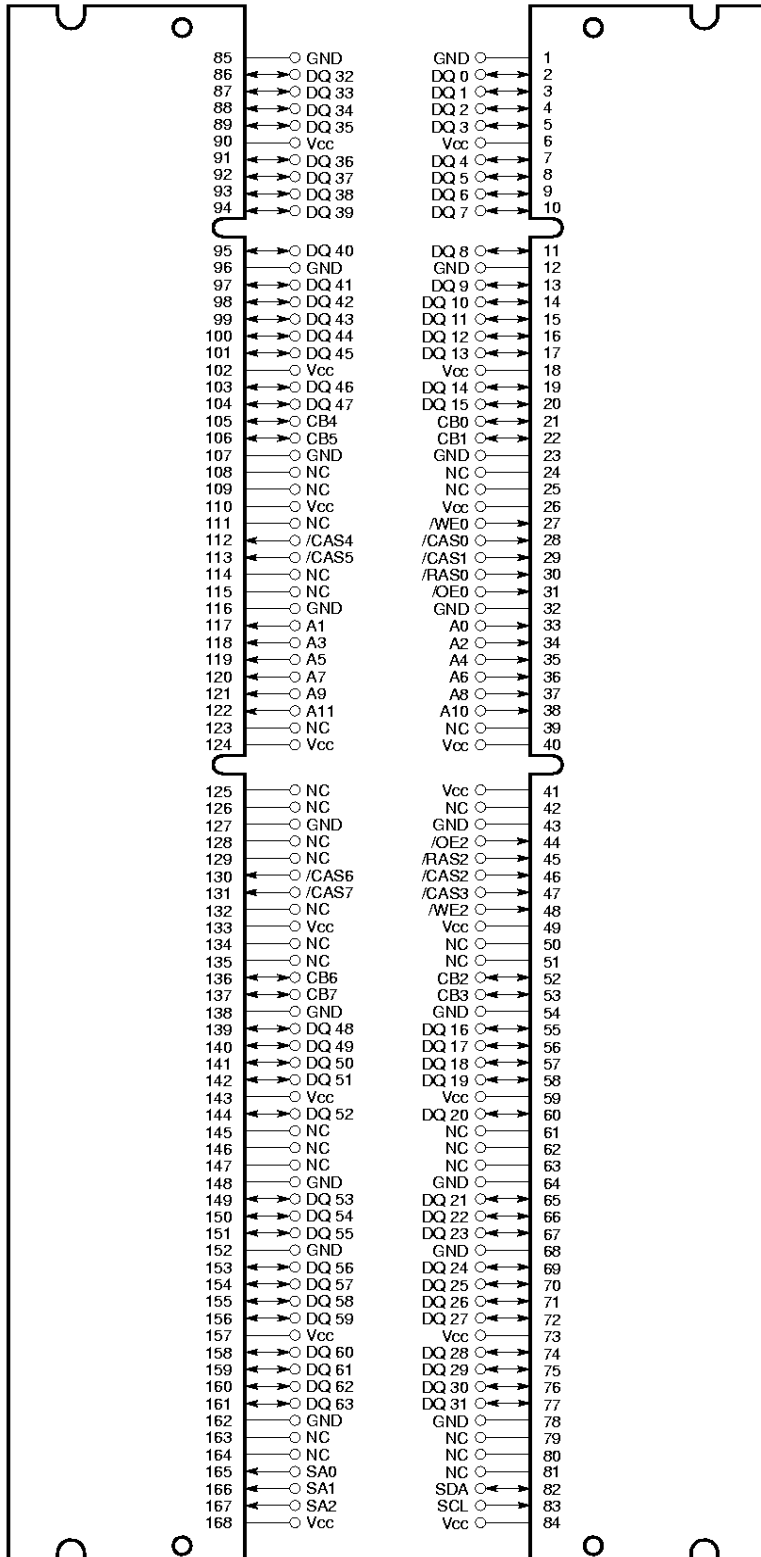 85 GND GND 1
86 DQ 32 DQ 0 2
87 DQ 33 DQ 1 3
88 DQ 34 DQ 2 4
89 DQ 35 DQ 3 5
90 Vcc Vcc 6
91 DQ 36 DQ 4 7
92 DQ 37 DQ 5 8
93 DQ 38 DQ 6 9
94 DQ 39 DQ 7 10
95 DQ 40 DQ 8 11
96 GND GND 12
97 DQ 41 DQ 9 13
98 DQ 42 DQ 10 14
99 DQ 43 DQ 11 15
100 DQ 44 DQ 12 16
101 DQ 45 DQ 13 17
102 Vcc Vcc 18
103 DQ 46 DQ 14 19
104 DQ 47 DQ 15 20
105 CB4 CB0 21
106 CB5 CB1 22
107 GND GND 23
108 NC NC 24
109 NC NC 25
110 Vcc Vcc 26
111 NC /WE0 27
112 /CAS4 /CAS0 28
113 /CAS5 /CAS1 29
114 NC /RAS0 30
115 NC /OE0 31
116 GND GND 32
117 A1 A0 33
118 A3 A2 34
119 A5 A4 35
120 A7 A6 36
121 A9 A8 37
122 A11 A10 38
123 NC NC 39
124 Vcc Vcc 40
125 NC Vcc 41
126 NC NC 42
127 GND GND 43
128 NC /OE2 44
129 NC /RAS2 45
130 /CAS6 /CAS2 46
131 /CAS7 /CAS3 47
132 NC /WE2 48
133 Vcc Vcc 49
134 NC NC 50
135 NC NC 51
136 CB6 CB2 52
137 CB7 CB3 53
138 GND GND 54
139 DQ 48 DQ 16 55
140 DQ 49 DQ 17 56
141 DQ 50 DQ 18 57
142 DQ 51 DQ 19 58
143 Vcc Vcc 59
144 DQ 52 DQ 20 60
145 NC NC 61
146 NC NC 62
147 NC NC 63
148 GND GND 64
149 DQ 53 DQ 21 65
150 DQ 54 DQ 22 66
151 DQ 55 DQ 23 67
152 GND GND 68
153 DQ 56 DQ 24 69
154 DQ 57 DQ 25 70
155 DQ 58 DQ 26 71
156 DQ 59 DQ 27 72
157 Vcc Vcc 73
158 DQ 60 DQ 28 74
159 DQ 61 DQ 29 75
160 DQ 62 DQ 30 76
161 DQ 63 DQ 31 77
162 GND GND 78
163 NC NC 79
164 NC NC 80
165 SA0 NC 81
166 SA1 SDA 82
167 SA2 SCL 83
168 Vcc Vcc 84